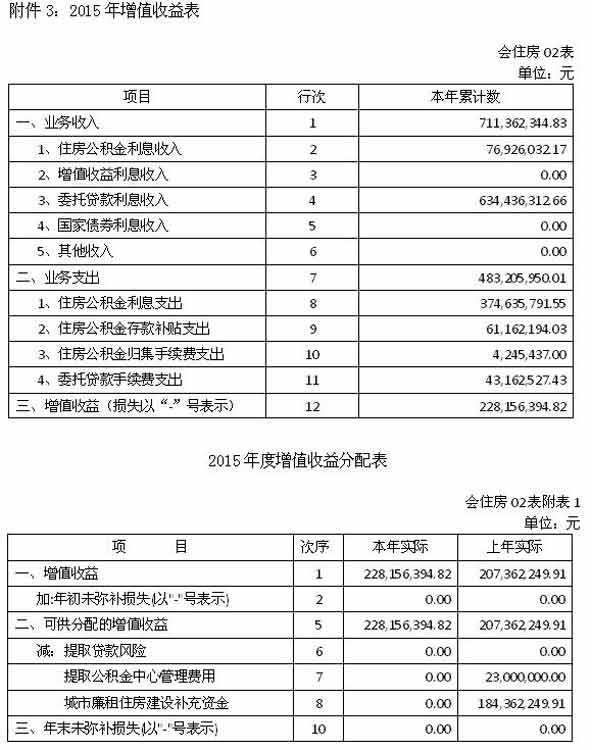 附件 3：2015 年增值收益表
会住房 02表
单位：元
项目 行次 本年累计数
一、业务收入 1 711,362,344.83
1、住房公积金利息收入 2 76,926,032.17
2、增值收益利息收入 3 0.00
3、委托贷款利息收入 4 634,436,312.66
4、国家债券利息收入 5 0.00
5、其他收入 6 0.00
二、业务支出 7 483,205,950.01
1、住房公积金利息支出 8 374,635,791.55
2、住房公积金存款补贴支出 9 61,162,194.03
3、住房公积金归集手续费支出 10 4,245,437.00
4、委托贷款手续费支出 11 43,162,527.43
三、增值收益（损失以“-”号表示） 12 228,156,394.82
2015 年度增值收益分配表
会住房 02表附表 1
单位：元
项 目 次序 本年实际 上年实际
一、增值收益 1 228,156,394.82 207,362,249.91
加:年初未弥补损失(以"-"号表示) 2 0.00 0.00
二、可供分配的增值收益 5 228,156,394.82 207,362,249.91
减：提取贷款风险 6 0.00 0.00
提取公积金中心管理费用 7 0.00 23,000,000.00
城市廉租住房建设补充资金 8 0.00 184,362,249.91
三、年末未弥补损失(以"-"号表示) 10 0.00 0.00